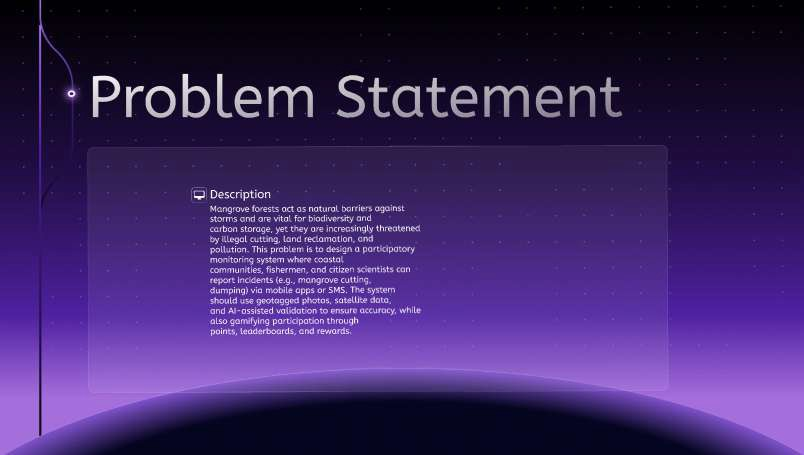 Problem Statement
Description
Mangrove forests act as natural barriers against
storms and are vital for biodiversity and
carbon storage, yet they are increasingly threatened
by illegal cutting, land reclamation, and
pollution. This problem is to design a participatory
monitoring system where coastal
communities, fishermen, and citizen scientists can
report incidents (e.g., mangrove cutting,
dumping) via mobile apps or SMS. The system
should use geotagged photos, satellite data,
and AI-assisted validation to ensure accuracy, while
also gamifying participation through
points, leaderboards, and rewards.